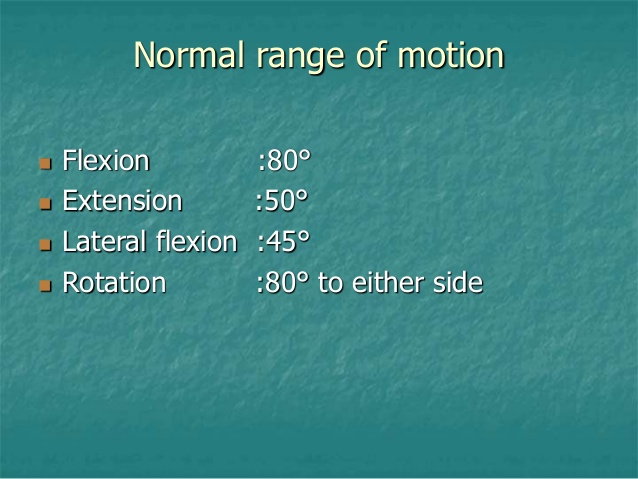 Normal range of motion
Flexion :80°
Extension :50°
Lateral flexion :45°
Rotation :80° to either side